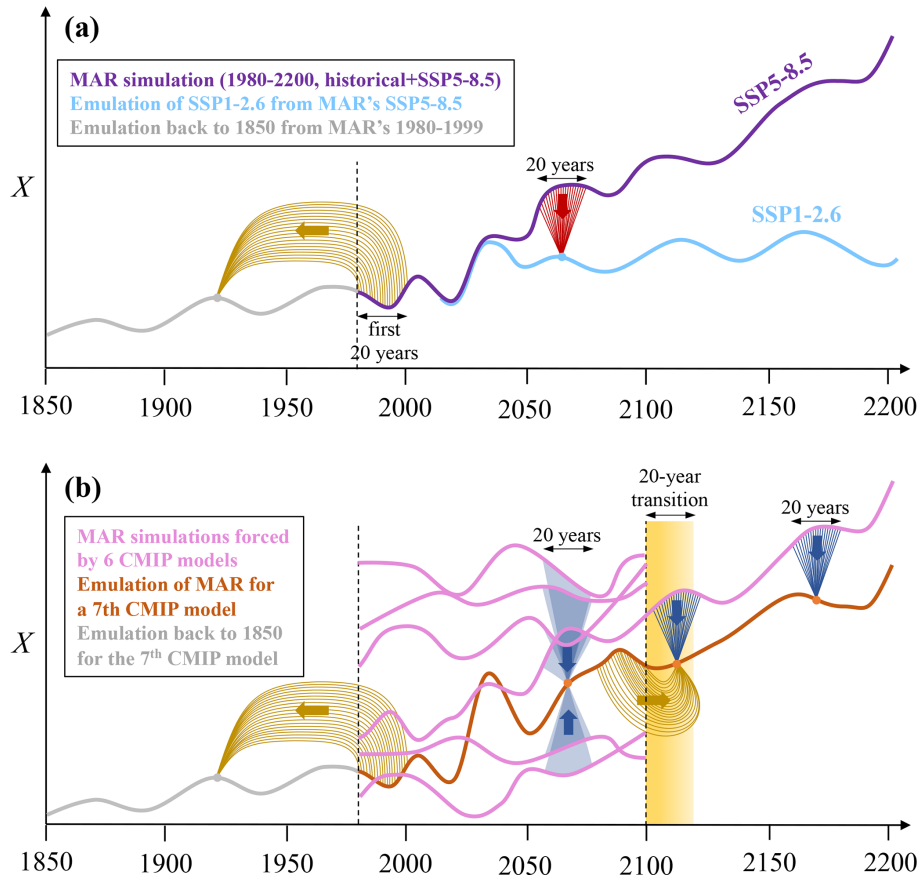 (a)
MAR simulation (1980-2200, historical+SSP5-8.5)
Emulation of SSP1-2.6 from MAR's SSP5-8.5
Emulation back to 1850 from MAR's 1980-1999
SSP5-8.5
20 years
X
SSP1-2.6
first
20 years
1850 1900 1950 2000 2050 2100 2150 2200
(b)
20-year
transition
MAR simulations forced
by 6 CMIP models
Emulation of MAR for
a 7th CMIP model
Emulation back to 1850
for the 7th CMIP model
20 years
20 years
X
1850 1900 1950 2000 2050 2100 2150 2200